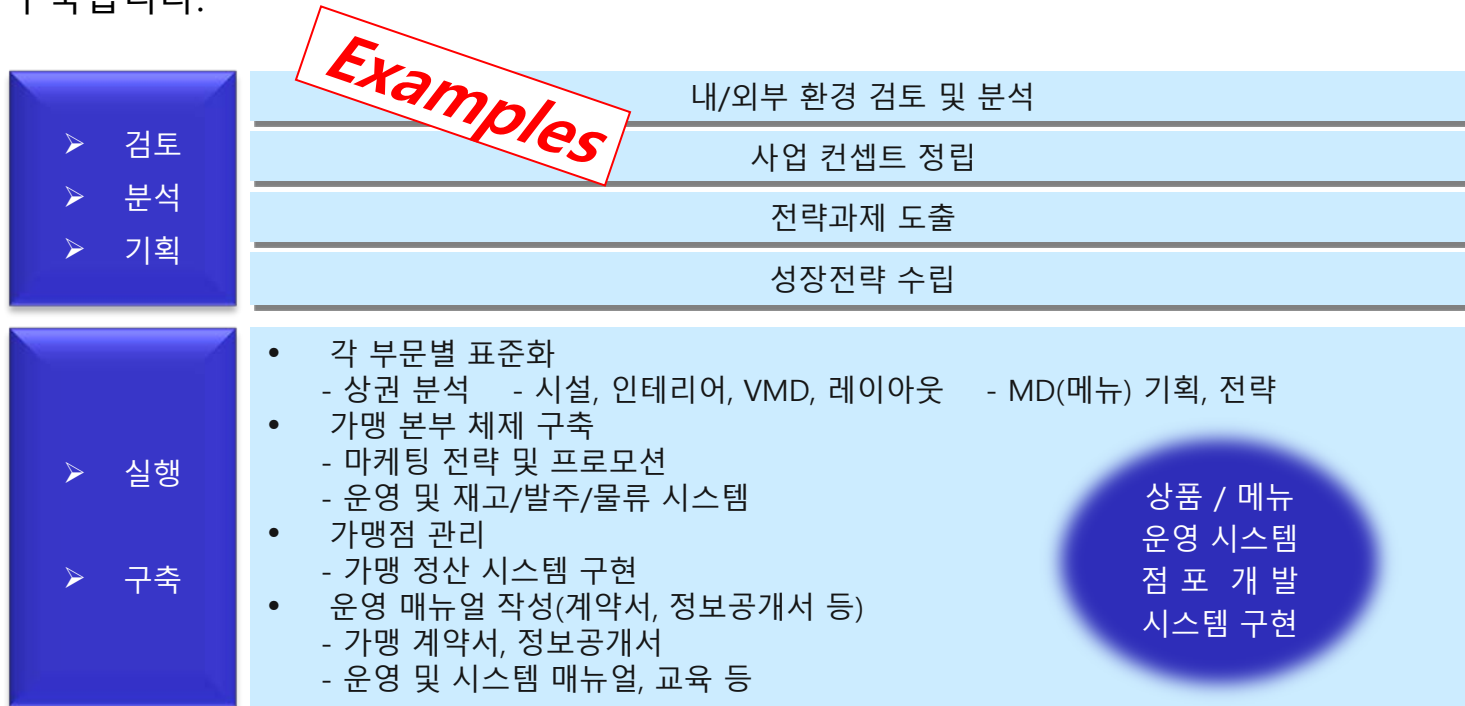 Examples
➢ 검토
➢ 분석
➢ 기획
내/외부 환경 검토 및 분석
사업 컨셉트 정립
전략과제 도출
성장전략 수립
➢ 실행
➢ 구축
• 각 부문별 표준화
- 상권 분석 - 시설, 인테리어, VMD, 레이아웃 - MD(메뉴) 기획, 전략
• 가맹 본부 체제 구축
- 마케팅 전략 및 프로모션
- 운영 및 재고/발주/물류 시스템
• 가맹점 관리
- 가맹 정산 시스템 구현
• 운영 매뉴얼 작성(계약서, 정보공개서 등)
- 가맹 계약서, 정보공개서
- 운영 및 시스템 매뉴얼, 교육 등
상품 / 메뉴
운영 시스템
점 포 개 발
시스템 구현